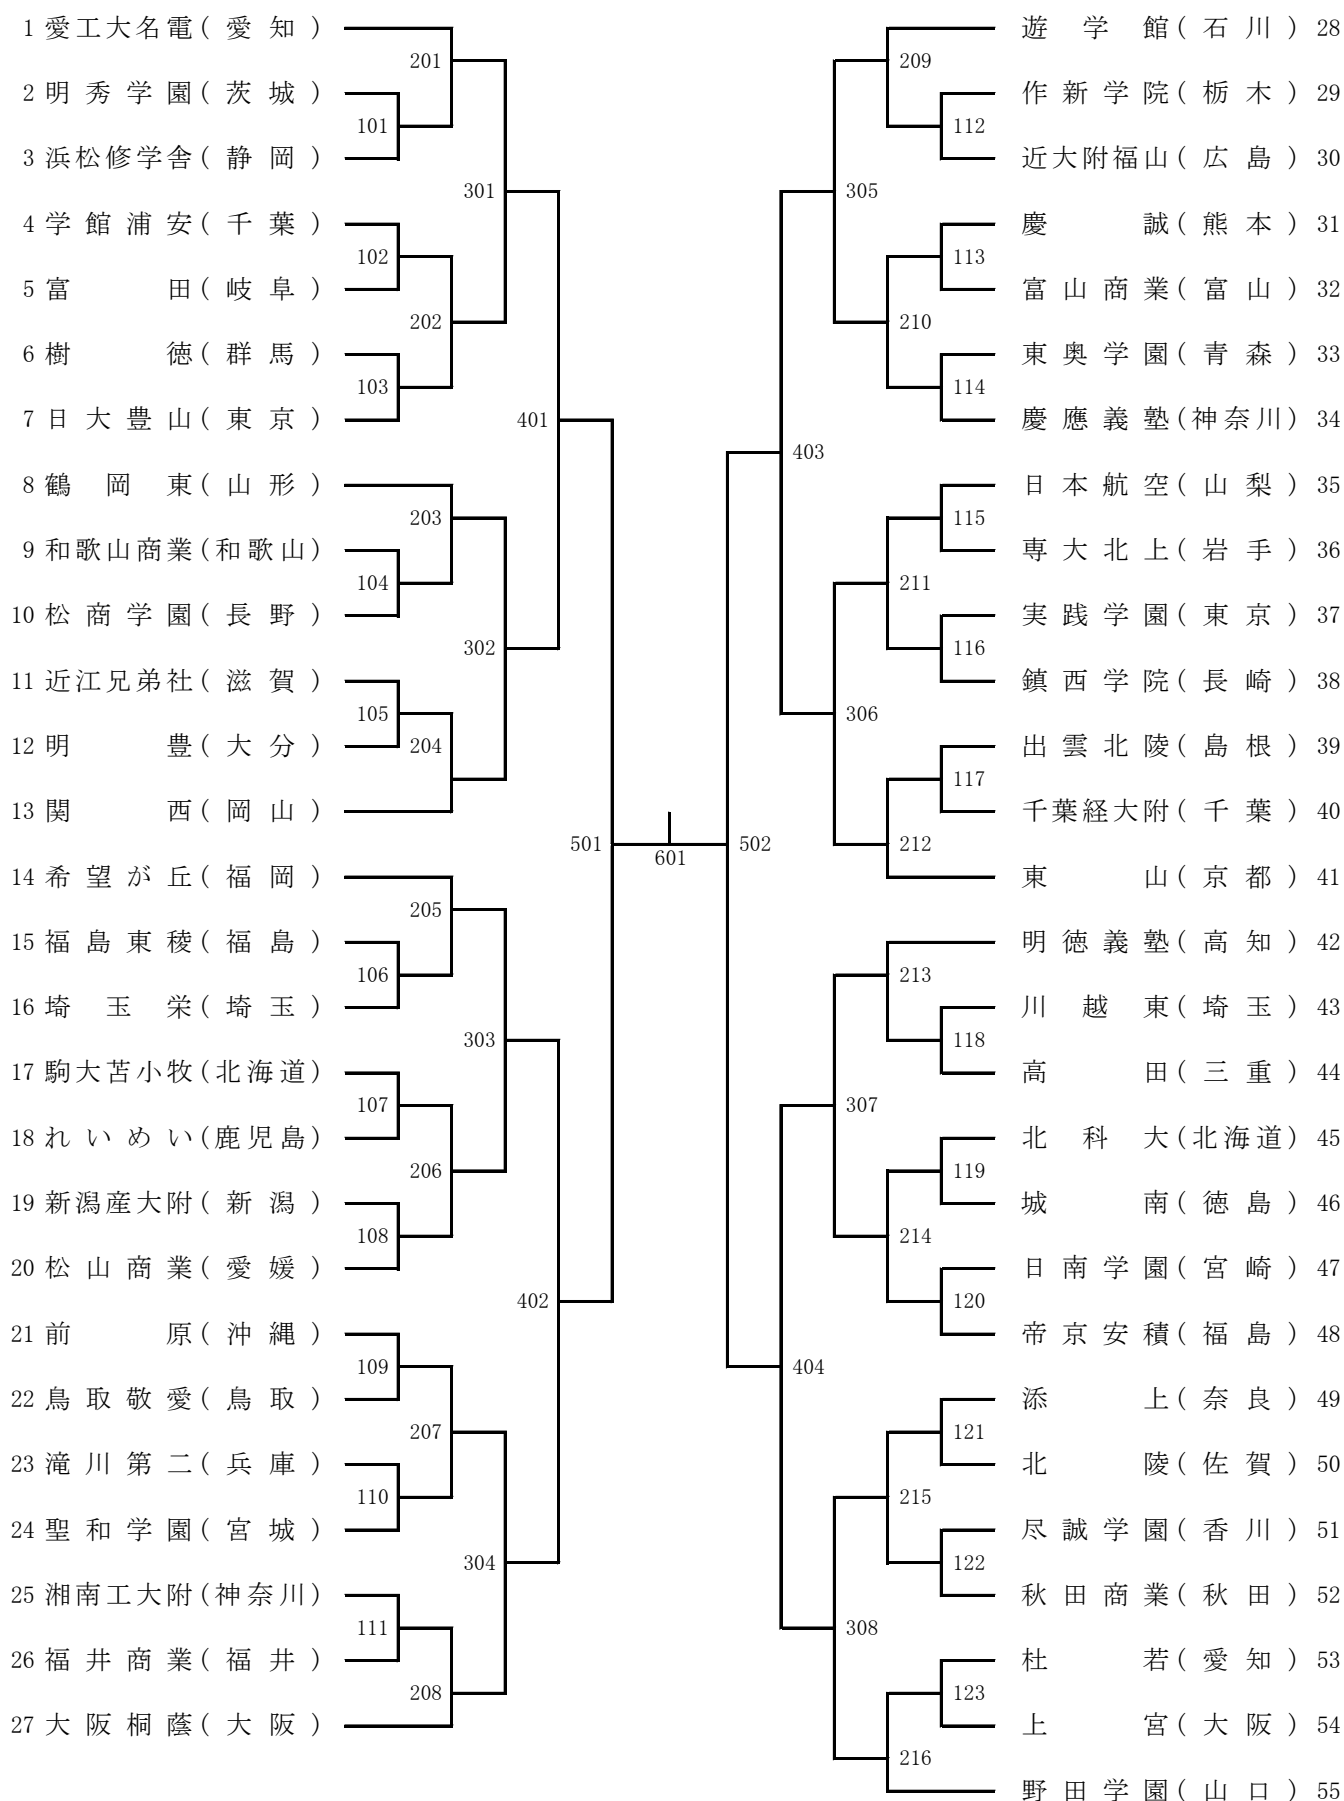 1 愛工大名電(愛知)
201
2 明秀学園(茨城)
101
3 浜松修学舎(静岡)
301
4 学館浦安(千葉)
102
5 富田(岐阜)
202
6 樹徳(群馬)
103
7 日大豊山(東京)
401
8 鶴岡東(山形)
203
9 和歌山商業(和歌山)
104
10 松商学園(長野)
302
11 近江兄弟社(滋賀)
105
12 明豊(大分)
204
13 関西(岡山)
501
14 希望が丘(福岡)
205
15 福島東稜(福島)
106
16 埼玉栄(埼玉)
303
17 駒大苫小牧(北海道)
107
18 れいめい(鹿児島)
206
19 新潟産大附(新潟)
108
20 松山商業(愛媛)
402
21 前原(沖縄)
109
22 鳥取敬愛(鳥取)
207
23 滝川第二(兵庫)
110
24 聖和学園(宮城)
304
25 湘南工大附(神奈川)
111
26 福井商業(福井)
208
27 大阪桐蔭(大阪)
601
遊学館(石川) 28
209
作新学院(栃木) 29
112
近大附福山(広島) 30
305
慶誠(熊本) 31
113
富山商業(富山) 32
210
東奥学園(青森) 33
114
慶應義塾(神奈川) 34
403
日本航空(山梨) 35
115
専大北上(岩手) 36
211
実践学園(東京) 37
116
鎮西学院(長崎) 38
306
出雲北陵(島根) 39
117
千葉経大附(千葉) 40
212
502
東山(京都) 41
明徳義塾(高知) 42
213
川越東(埼玉) 43
118
高田(三重) 44
307
北科大(北海道) 45
119
城南(徳島) 46
214
日南学園(宮崎) 47
120
帝京安積(福島) 48
404
添上(奈良) 49
121
北陵(佐賀) 50
215
尽誠学園(香川) 51
122
秋田商業(秋田) 52
308
杜若(愛知) 53
123
上宮(大阪) 54
216
野田学園(山口) 55